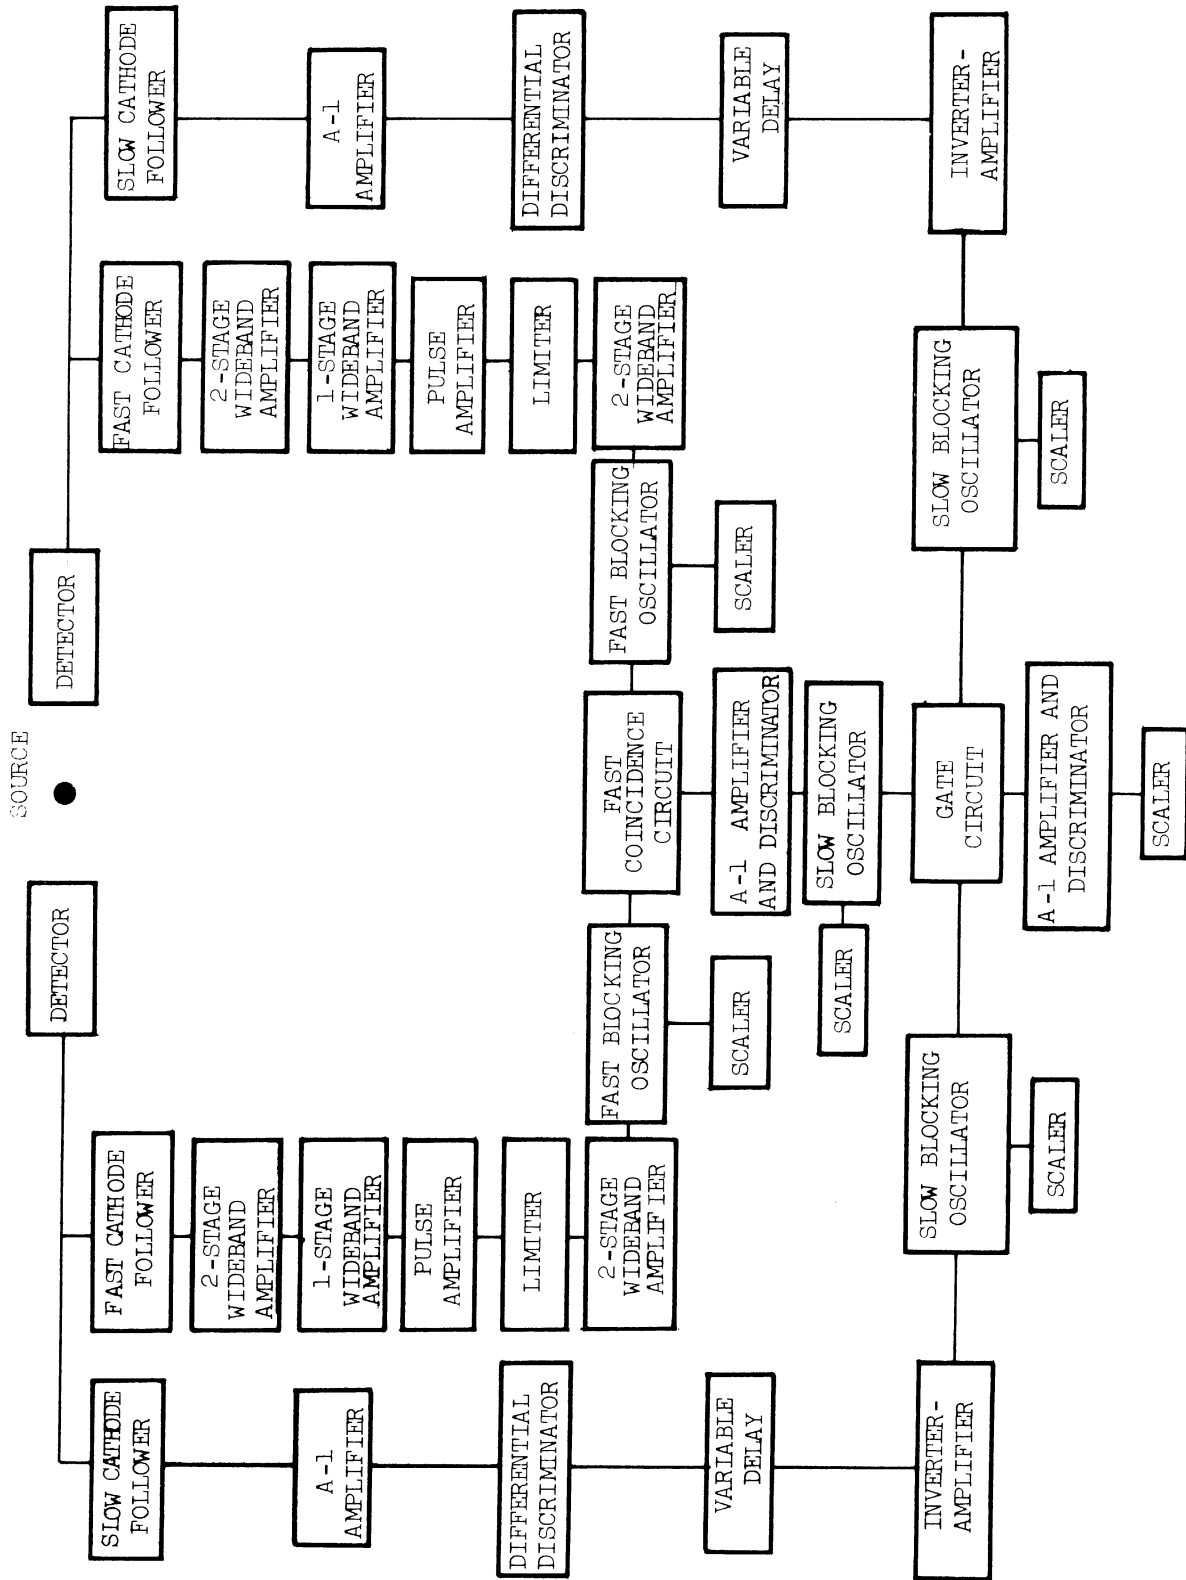 SOURCE
DETECTOR
DETECTOR
SLOW CATHODE
FOLLOWER
FAST CATHODE
FOLLOWER
FAST CATHODE
FOLLOWER
SLOW CATHODE
FOLLOWER
2-STAGE
WIDEBAND
AMPLIFIER
2-STAGE
WIDEBAND
AMPLIFIER
A-1
AMPLIFIER
1-STAGE
WIDEBAND
AMPLIFIER
1-STAGE
WIDEBAND
AMPLIFIER
A-1
AMPLIFIER
PULSE
AMPLIFIER
PULSE
AMPLIFIER
DIFFERENTIAL
DISCRIMINATOR
LIMITER
LIMITER
DIFFERENTIAL
DISCRIMINATOR
2-STAGE
WIDEBAND
AMPLIFIER
FAST BLOCKING
OSCILLATOR
FAST
COINCIDENCE
CIRCUIT
FAST BLOCKING
OSCILLATOR
2-STAGE
WIDEBAND
AMPLIFIER
VARIABLE
DELAY
SCALER
A-1 AMPLIFIER
AND DISCRIMINATOR
SCALER
VARIABLE
DELAY
SCALER
SLOW BLOCKING
OSCILLATOR
INVERTER-
AMPLIFIER
SLOW BLOCKING
OSCILLATOR
GATE
CIRCUIT
SLOW BLOCKING
OSCILLATOR
INVERTER-
AMPLIFIER
SCALER
A-1 AMPLIFIER AND
DISCRIMINATOR
SCALER
SCALER